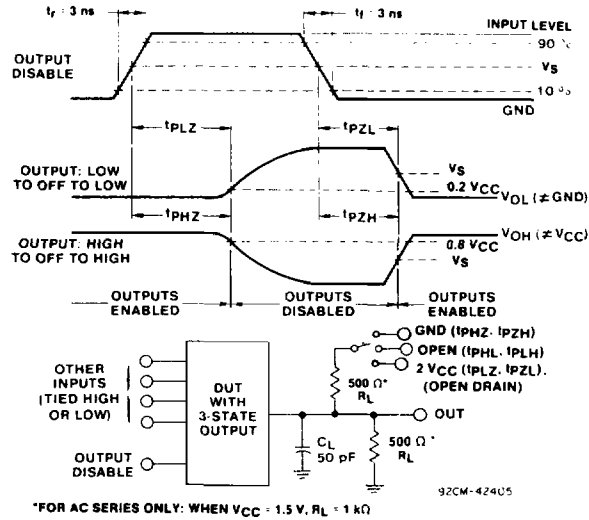 tr = 3 ns
tf = 3 ns
INPUT LEVEL
90 %
OUTPUT DISABLE
VS
10 %
GND
tPLZ
tPZL
OUTPUT: LOW TO OFF TO LOW
VS
0.2 VCC
VOL (≠ GND)
tPHZ
tPZH
OUTPUT: HIGH TO OFF TO HIGH
VOH (≠ VCC)
0.8 VCC
VS
OUTPUTS ENABLED
OUTPUTS DISABLED
OUTPUTS ENABLED
GND (tPHZ, tPZH)
OPEN (tPHL, tPLH)
2 VCC (tPLZ, tPZL).
(OPEN DRAIN)
OTHER INPUTS (TIED HIGH OR LOW)
DUT WITH 3-STATE OUTPUT
500 Ω*
RL
OUT
CL
50 pF
500 Ω*
RL
OUTPUT DISABLE
92CM-42405
*FOR AC SERIES ONLY: WHEN VCC = 1.5 V, RL = 1 kΩ